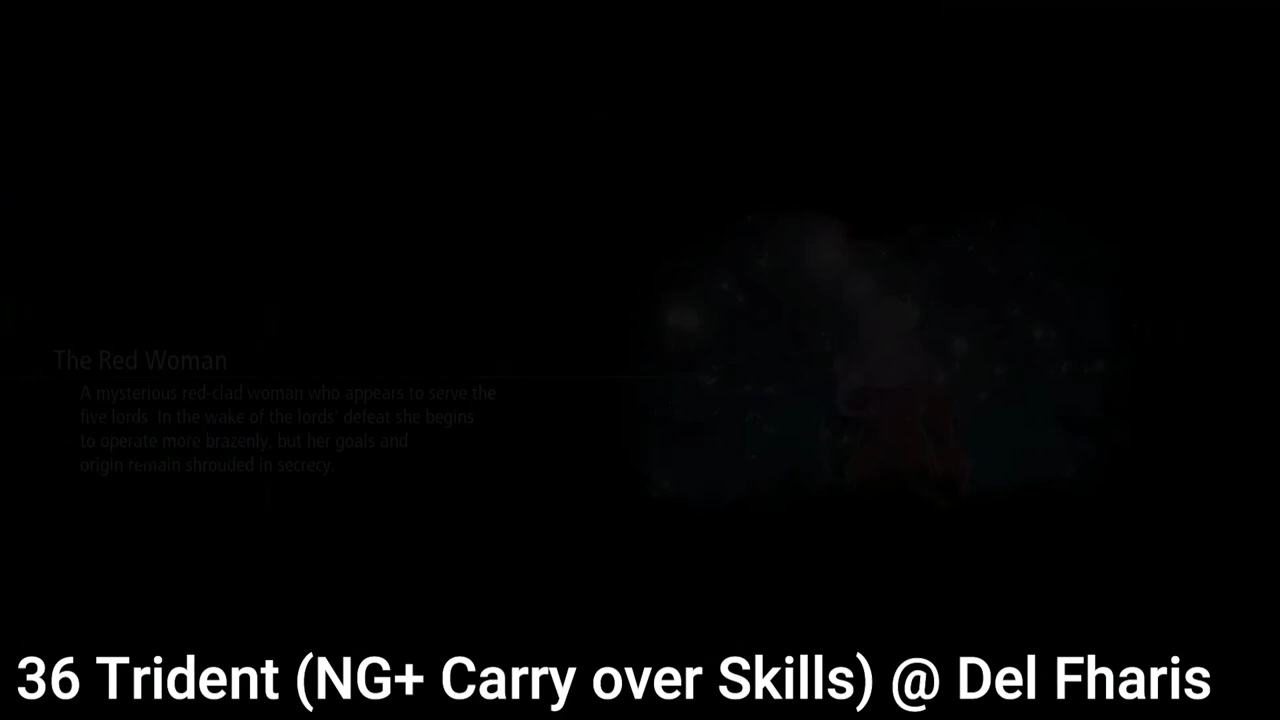 The Red Woman
A mysterious red-clad woman who appears to serve the
five lords. In the wake of the lords' defeat she begins
to operate more brazenly, but her goals and
origin remain shrouded in secrecy.
36 Trident (NG+ Carry over Skills) @ Del Fharis